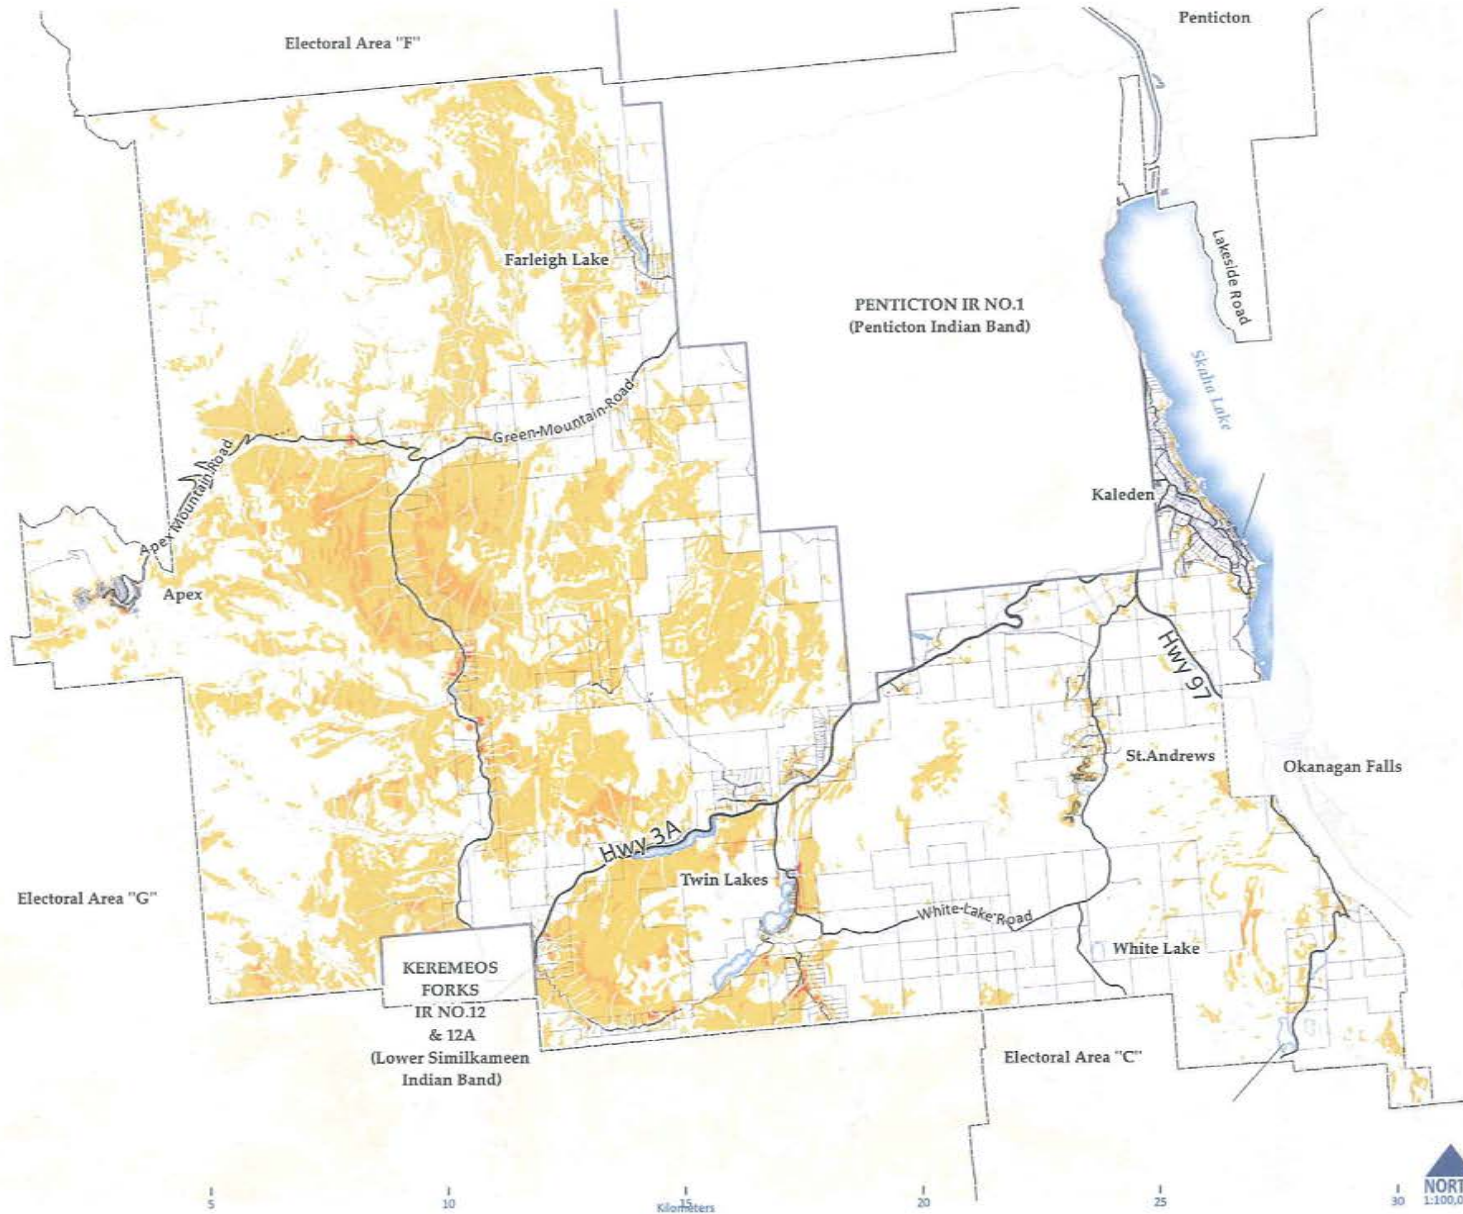 Penticton
Electoral Area "F"
Lakeside Road
Farleigh Lake
PENTICTON IR NO.1
(Penticton Indian Band)
Skaha Lake
Green Mountain Road
Apex Mountain Road
Kaleden
Apex
Hwy 97
St.Andrews
Okanagan Falls
Hwy 3A
Twin Lakes
Electoral Area "G"
White Lake Road
White Lake
KEREMEOS
FORKS
IR NO.12
& 12A
(Lower Similkameen
Indian Band)
Electoral Area "C"
NORT
1:100,0
5
10
15
20
25
30
Kilometers